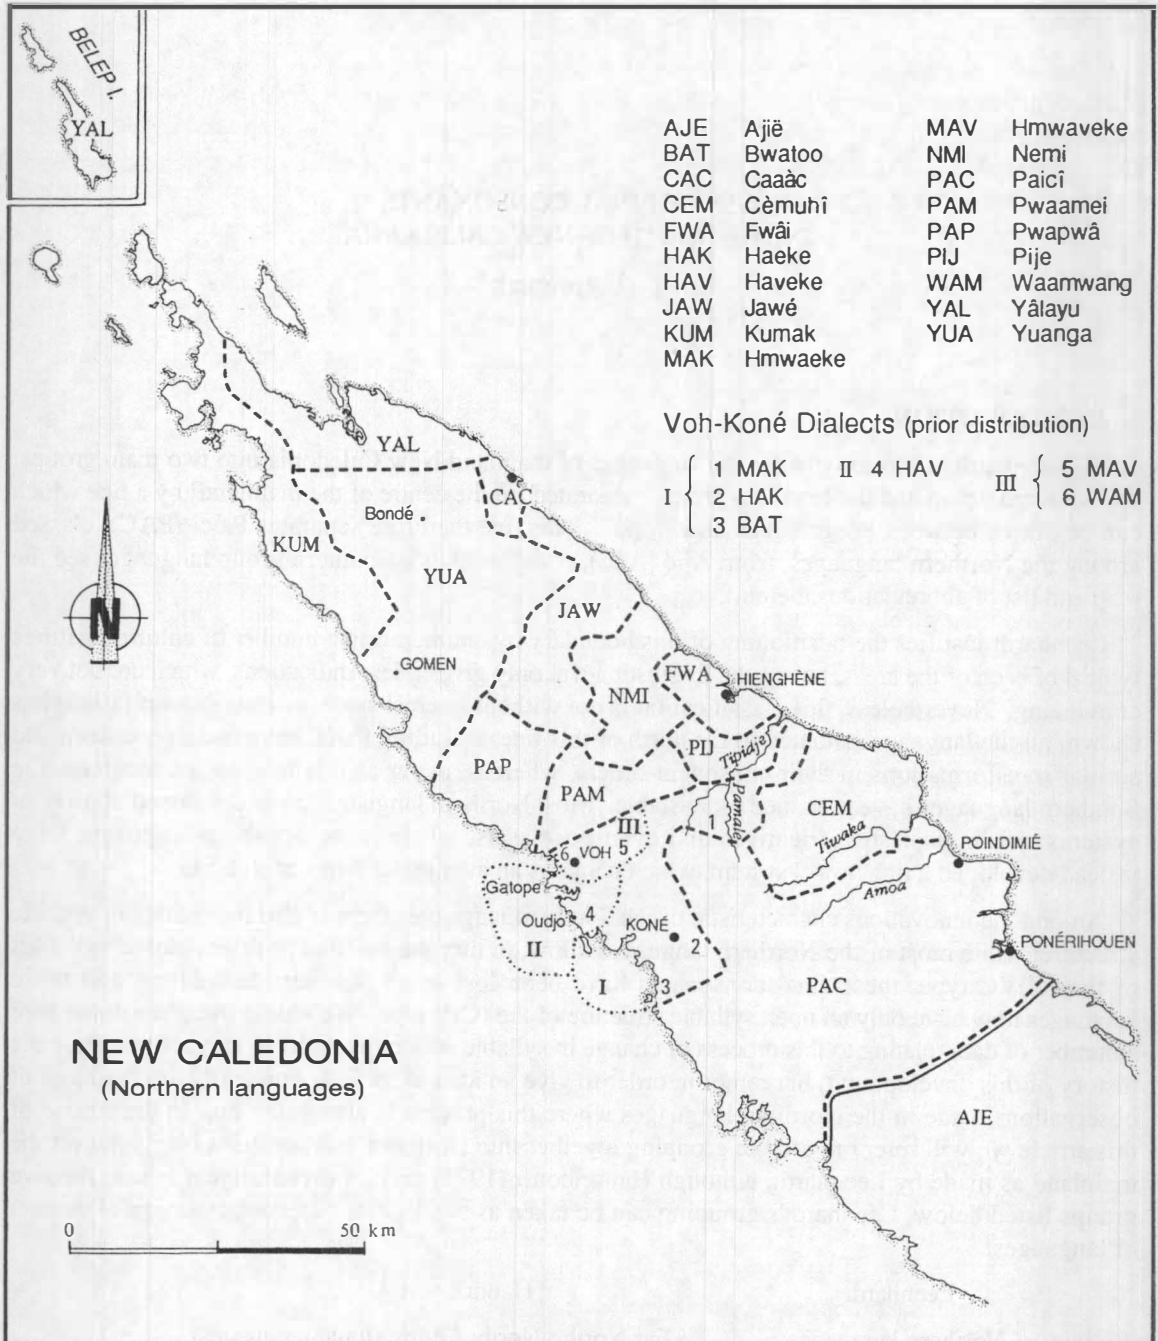 BELEP I.
YAL
AJE Ajië
BAT Bwatoo
CAC Caaàc
CEM Cèmuhî
FWA Fwâi
HAK Haeke
HAV Haveke
JAW Jawé
KUM Kumak
MAK Hmwaeke
MAV Hmwaveke
NMI Nemi
PAC Paicî
PAM Pwaamei
PAP Pwapwâ
PIJ Pije
WAM Waamwang
YAL Yâlayu
YUA Yuanga
Voh-Koné Dialects (prior distribution)
I
1 MAK
2 HAK
3 BAT
II 4 HAV
III
5 MAV
6 WAM
YAL
CAC
Bondé
KUM
YUA
JAW
N
GOMEN
FWA
HIENGHÈNE
NMI
PIJ
Tipdjé
PAP
PAM
Pamale
CEM
III
5
6
VOH
Tiwaka
POINDIMIÉ
Gatope
Amoa
4
Oudjo
KONÉ
II
2
PONÉRIHOUEN
I
3
PAC
NEW CALEDONIA
(Northern languages)
AJE
0 50 km